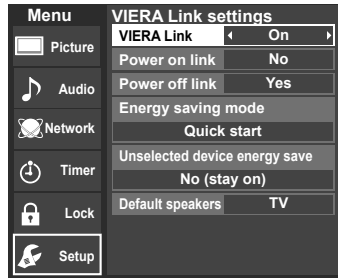 Menu
Picture
Audio
Network
Timer
Lock
Setup
VIERA Link settings
VIERA Link On
Power on link No
Power off link Yes
Energy saving mode
Quick start
Unselected device energy save
No (stay on)
Default speakers TV